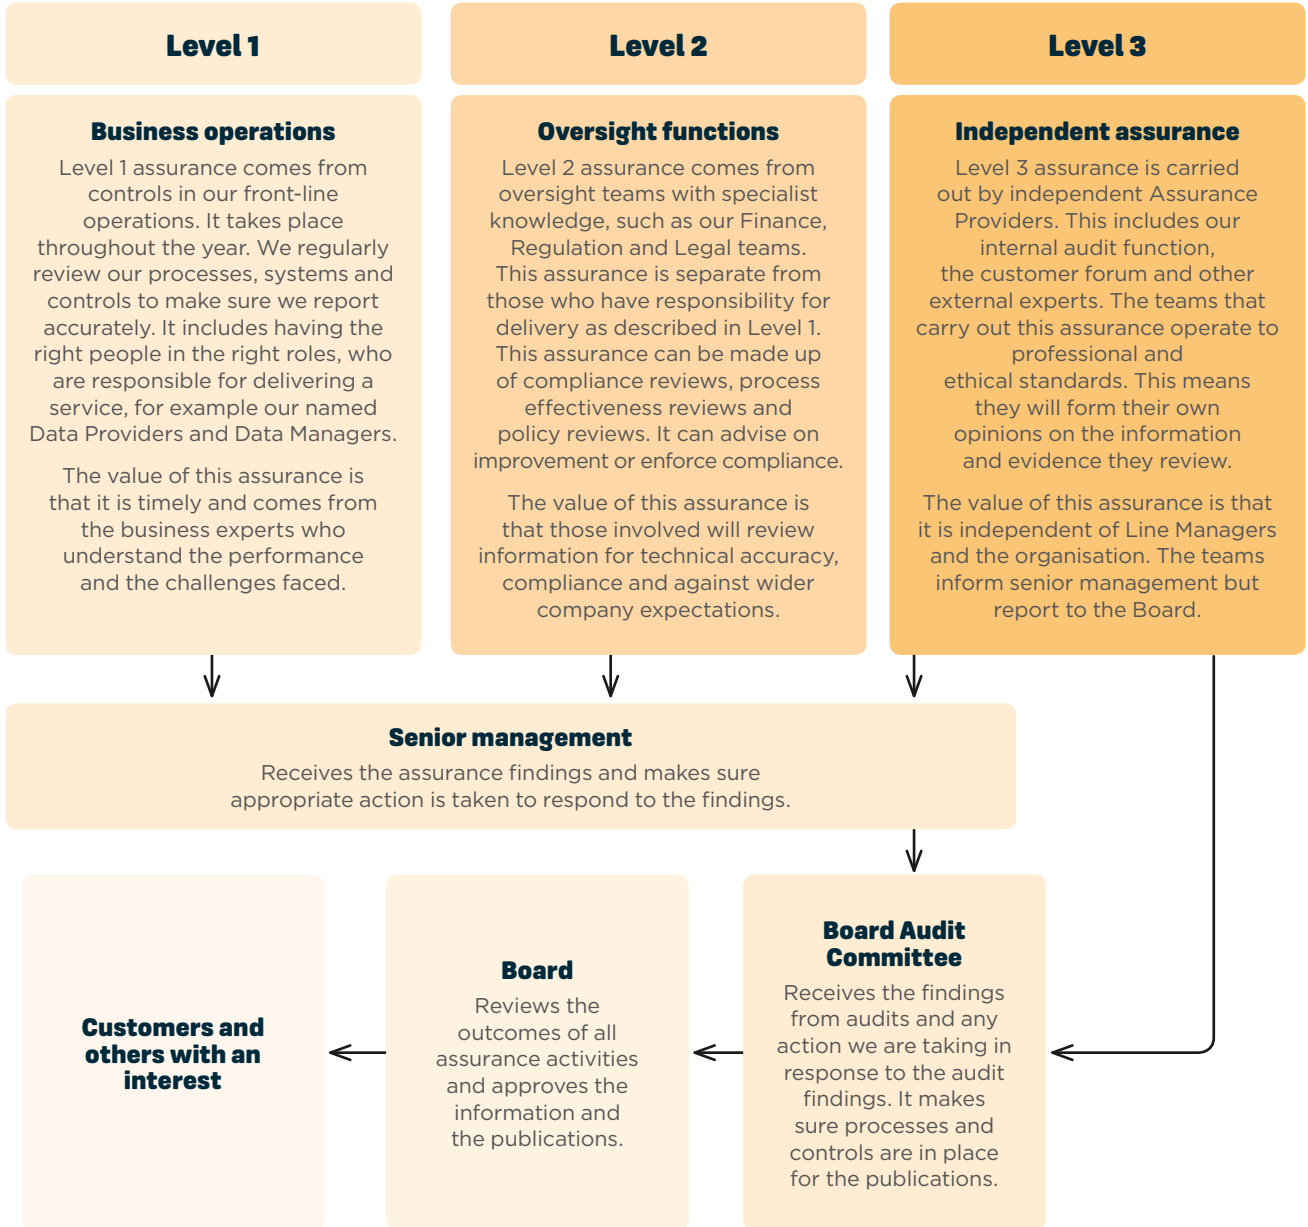 Level 1
Level 2
Level 3
Business operations
Level 1 assurance comes from
controls in our front-line
operations. It takes place
throughout the year. We regularly
review our processes, systems and
controls to make sure we report
accurately. It includes having the
right people in the right roles, who
are responsible for delivering a
service, for example our named
Data Providers and Data Managers.
The value of this assurance is
that it is timely and comes from
the business experts who
understand the performance
and the challenges faced.
Oversight functions
Level 2 assurance comes from
oversight teams with specialist
knowledge, such as our Finance,
Regulation and Legal teams.
This assurance is separate from
those who have responsibility for
delivery as described in Level 1.
This assurance can be made up
of compliance reviews, process
effectiveness reviews and
policy reviews. It can advise on
improvement or enforce compliance.
The value of this assurance is
that those involved will review
information for technical accuracy,
compliance and against wider
company expectations.
Independent assurance
Level 3 assurance is carried
out by independent Assurance
Providers. This includes our
internal audit function,
the customer forum and other
external experts. The teams that
carry out this assurance operate to
professional and
ethical standards. This means
they will form their own
opinions on the information
and evidence they review.
The value of this assurance is that
it is independent of Line Managers
and the organisation. The teams
inform senior management but
report to the Board.
Senior management
Receives the assurance findings and makes sure
appropriate action is taken to respond to the findings.
Customers and
others with an
interest
Board
Reviews the
outcomes of all
assurance activities
and approves the
information and
the publications.
Board Audit
Committee
Receives the findings
from audits and any
action we are taking in
response to the audit
findings. It makes
sure processes and
controls are in place
for the publications.